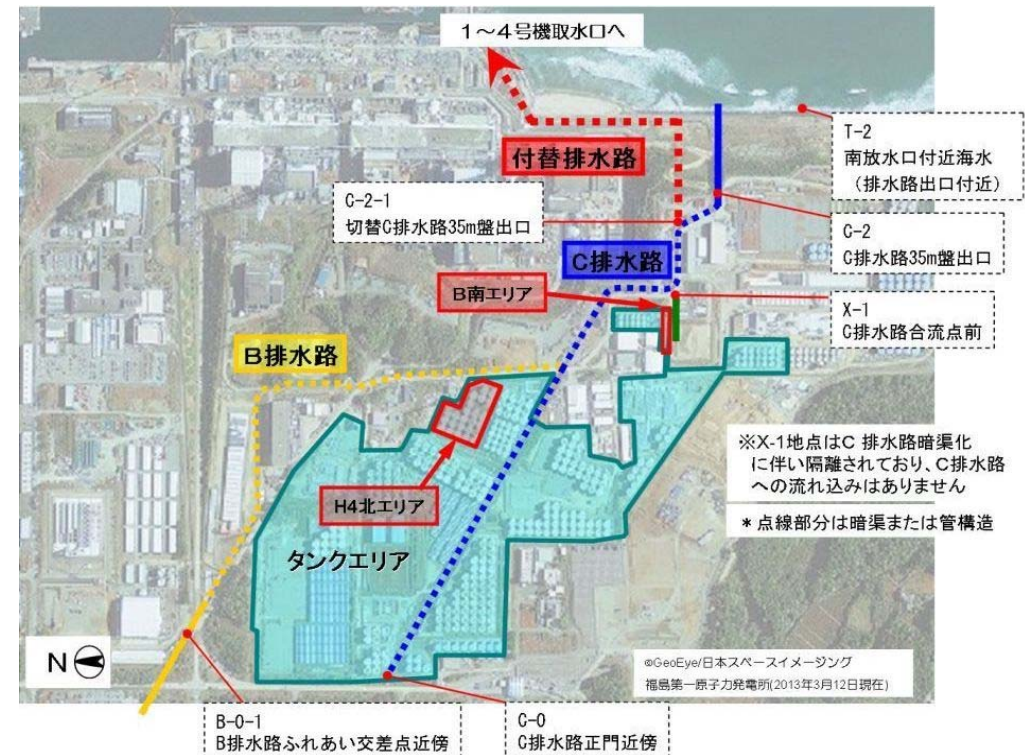 1～4号機取水口へ
付替排水路
T-2
南放水口付近海水
（排水路出口付近）
C-2-1
切替C排水路35m盤出口
C-2
C排水路35m盤出口
C排水路
B南エリア
X-1
C排水路合流点前
B排水路
※X-1地点はC 排水路暗渠化
に伴い隔離されており、C排水路
への流れ込みはありません
＊点線部分は暗渠または管構造
H4北エリア
タンクエリア
N
©GeoEye/日本スペースイメージング
福島第一原子力発電所(2013年3月12日現在)
B-0-1
B排水路ふれあい交差点近傍
C-0
C排水路正門近傍